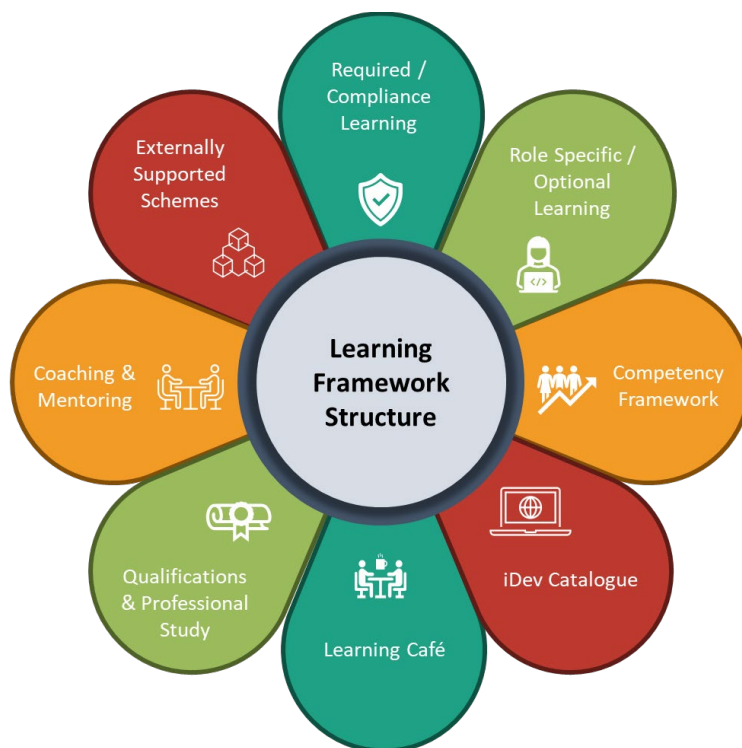 Required /
Compliance
Learning
Role Specific /
Optional
Learning
Competency
Framework
iDev Catalogue
Learning Café
Qualifications
& Professional
Study
Coaching &
Mentoring
Externally
Supported
Schemes
Learning
Framework
Structure